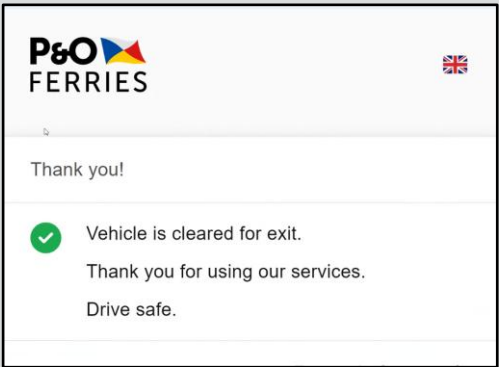 P&O
FERRIES
Thank you!
Vehicle is cleared for exit.
Thank you for using our services.
Drive safe.